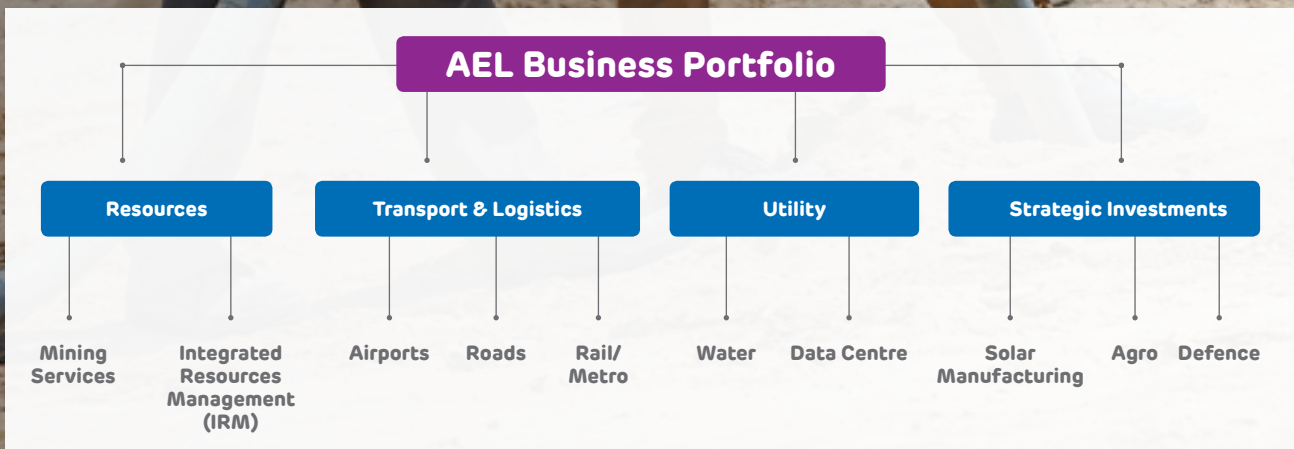 AEL Business Portfolio
Resources
Transport & Logistics
Utility
Strategic Investments
Mining
Services
Integrated
Resources
Management
(IRM)
Airports
Roads
Rail/
Metro
Water
Data Centre
Solar
Manufacturing
Agro
Defence